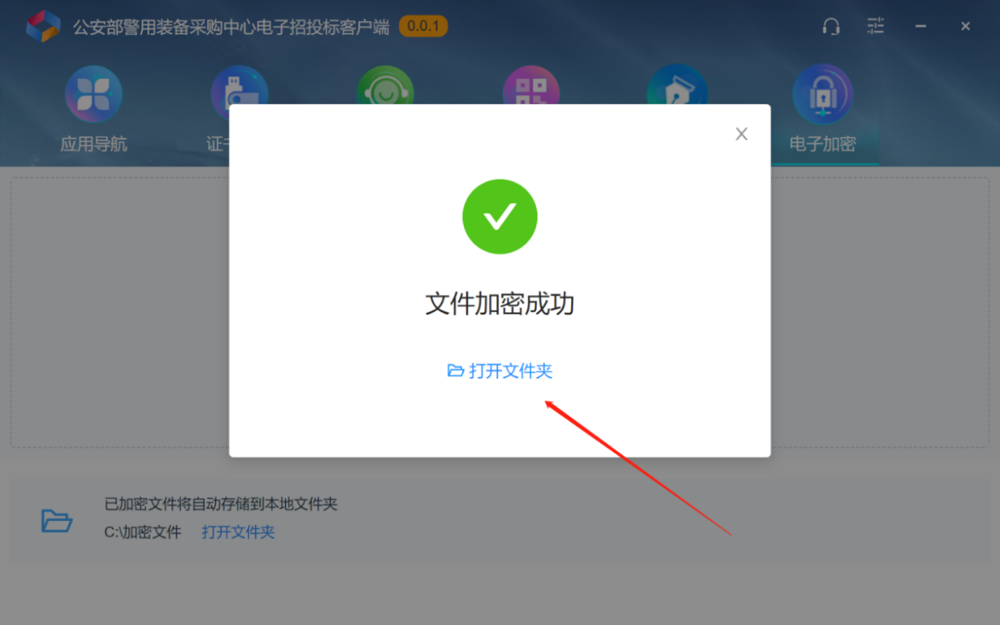 公安部警用装备采购中心电子招投标客户端 0.0.1
应用导航
电子加密
文件加密成功
打开文件夹
已加密文件将自动存储到本地文件夹
C:\加密文件 打开文件夹